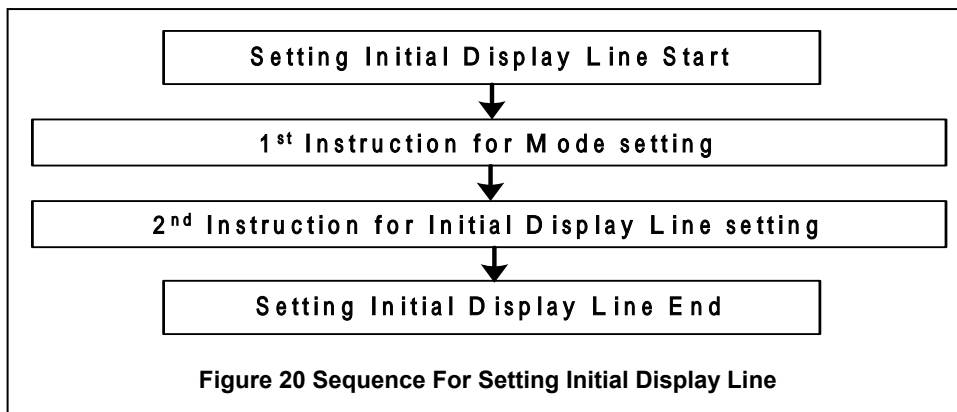 Setting Initial Display Line Start
1st Instruction for Mode setting
2nd Instruction for Initial Display Line setting
Setting Initial Display Line End
Figure 20 Sequence For Setting Initial Display Line